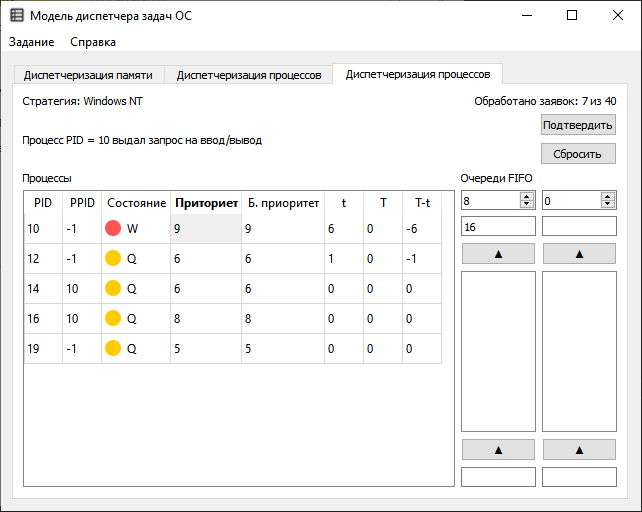 Модель диспетчера задач ОС
Задание Справка
Диспетчеризация памяти Диспетчеризация процессов Диспетчеризация процессов
Стратегия: Windows NT Обработано заявок: 7 из 40
Подтвердить
Процесс PID = 10 выдал запрос на ввод/вывод
Сбросить
Процессы Очереди FIFO
PID PPID Состояние Приториет Б. приоритет t T T-t
8 0
10 -1 W 9 9 6 0 -6
16
12 -1 Q 6 6 1 0 -1
▲ ▲
14 10 Q 6 6 0 0 0
16 10 Q 8 8 0 0 0
19 -1 Q 5 5 0 0 0
▲ ▲